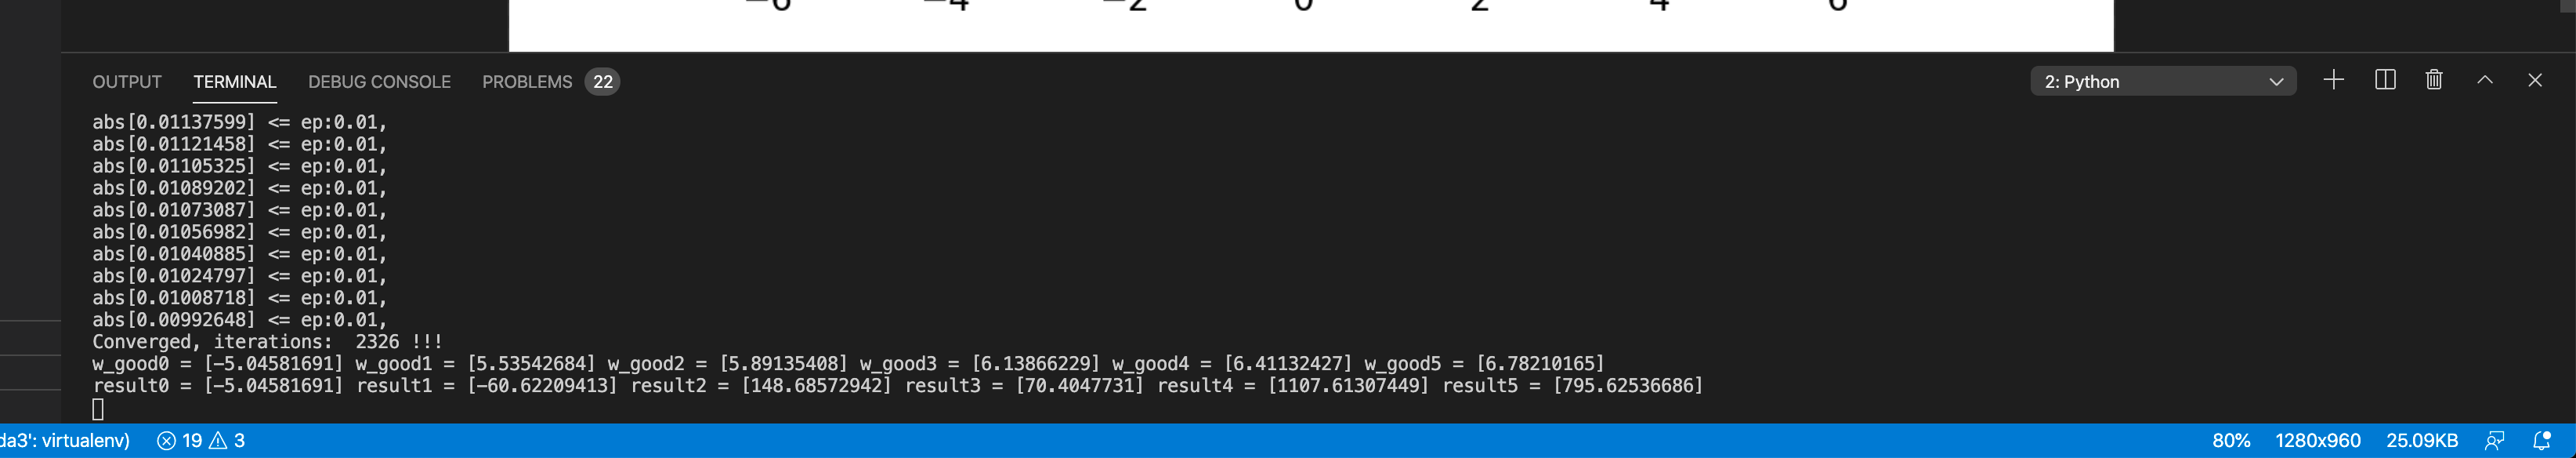 −6 −4 −2 0 2 4 6
OUTPUT TERMINAL DEBUG CONSOLE PROBLEMS 22 2: Python
abs[0.01137599] <= ep:0.01,
abs[0.01121458] <= ep:0.01,
abs[0.01105325] <= ep:0.01,
abs[0.01089202] <= ep:0.01,
abs[0.01073087] <= ep:0.01,
abs[0.01056982] <= ep:0.01,
abs[0.01040885] <= ep:0.01,
abs[0.01024797] <= ep:0.01,
abs[0.01008718] <= ep:0.01,
abs[0.00992648] <= ep:0.01,
Converged, iterations:  2326 !!!
w_good0 = [-5.04581691] w_good1 = [5.53542684] w_good2 = [5.89135408] w_good3 = [6.13866229] w_good4 = [6.41132427] w_good5 = [6.78210165]
result0 = [-5.04581691] result1 = [-60.62209413] result2 = [148.68572942] result3 = [70.4047731] result4 = [1107.61307449] result5 = [795.62536686]
da3': virtualenv) 19 3 80% 1280x960 25.09KB